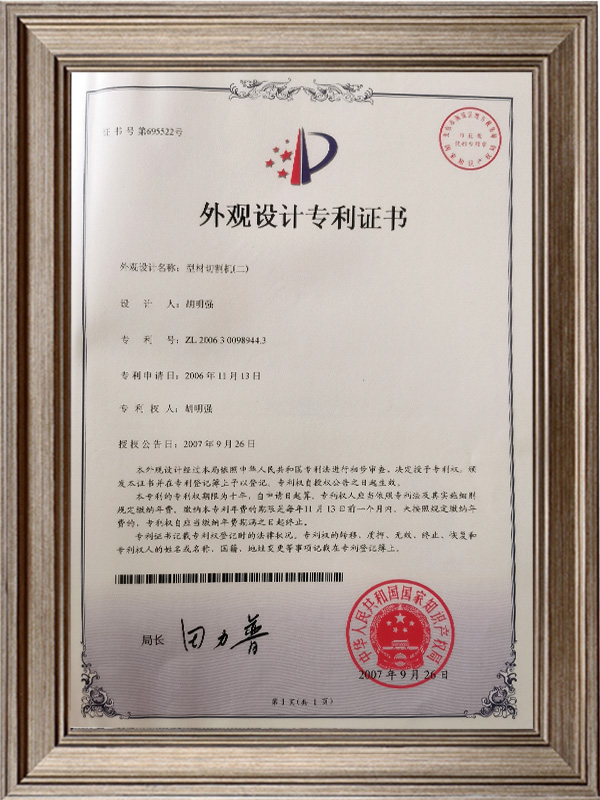 证书号第695522号
外观设计专利证书
外观设计名称：型材切割机(二)
设 计 人：胡明强
专 利 号：ZL 2006 3 0098944.3
专利申请日：2006年11月13日
专 利 权 人：胡明强
授权公告日：2007年9月26日
本外观设计经过本局依照中华人民共和国专利法进行初步审查，决定授予专利权，颁
发本证书并在专利登记簿上予以登记。专利权自授权公告之日起生效。
本专利的专利权期限为十年，自申请日起算。专利权人应当依照专利法及其实施细则
规定缴纳年费。缴纳本专利年费的期限是每年11月13日前一个月内。未按照规定缴纳年
费的，专利权自应当缴纳年费期满之日起终止。
专利证书记载专利权登记时的法律状况。专利权的转移、质押、无效、终止、恢复和
专利权人的姓名或名称、国籍、地址变更等事项记载在专利登记簿上。
局长 田力普
中华人民共和国国家知识产权局
2007年9月26日
第1页(共1页)